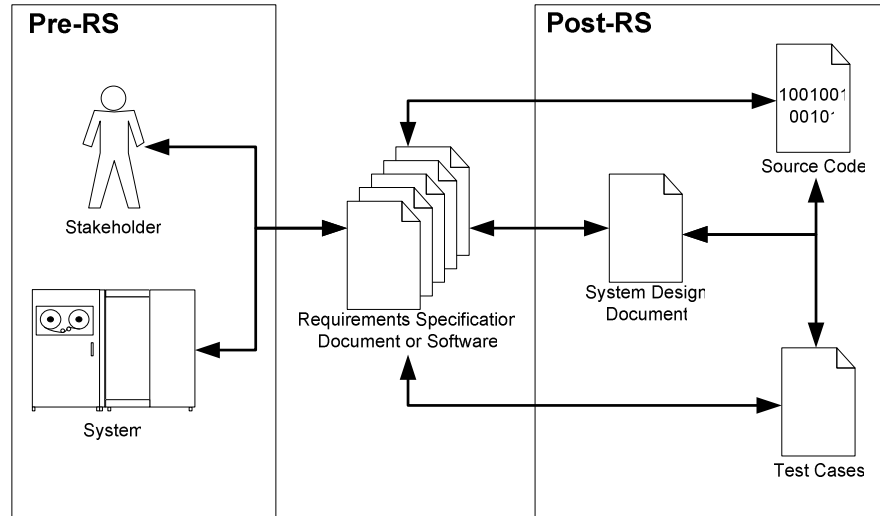 Pre-RS
Post-RS
1001001
00101
Source Code
Stakeholder
System Design
Document
Requirements Specification
Document or Software
System
Test Cases